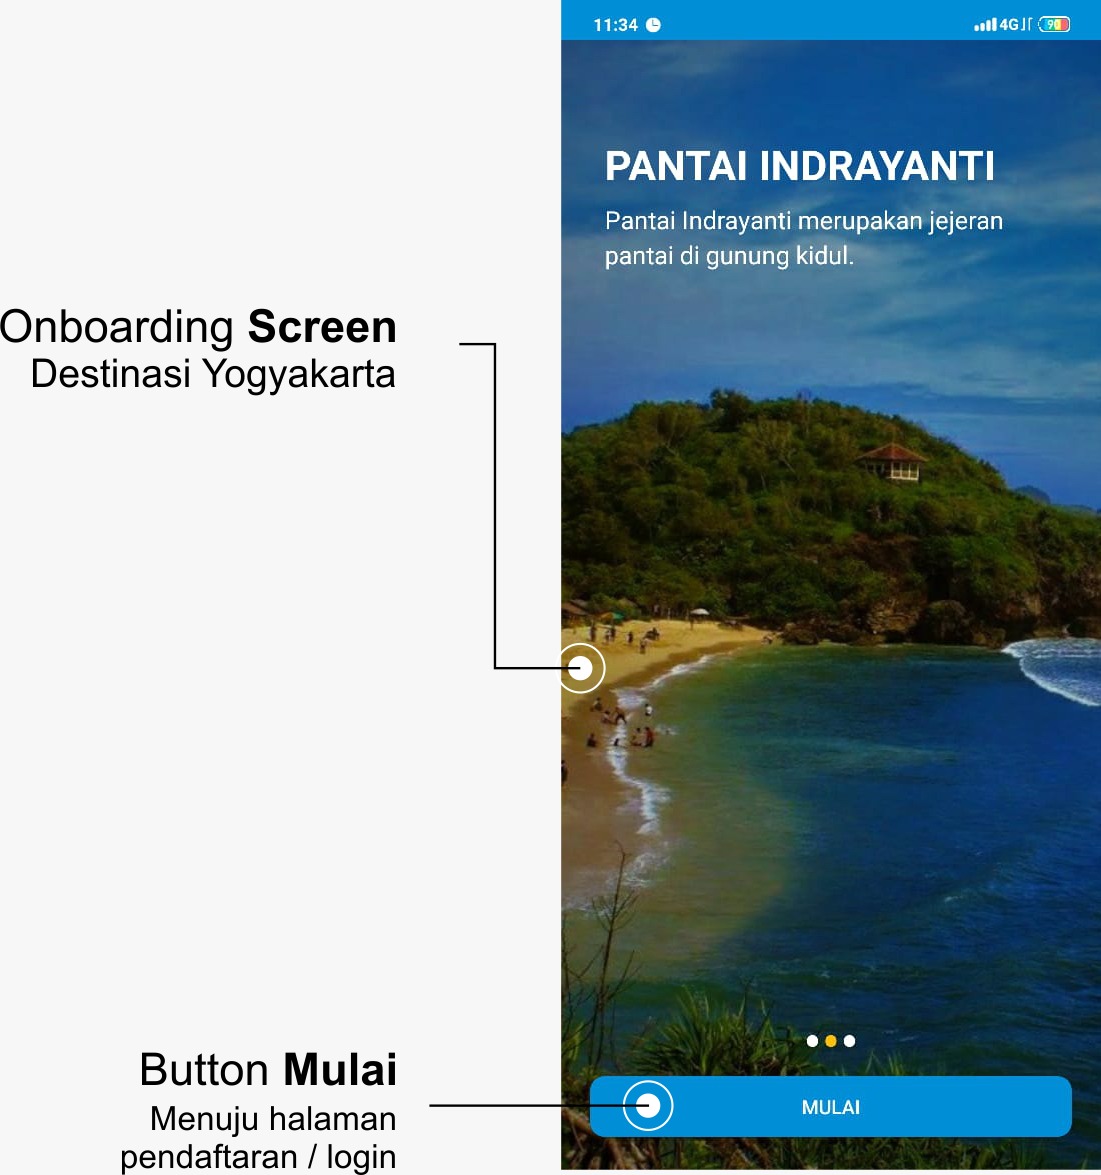 11:34
4G
90
PANTAI INDRAYANTI
Pantai Indrayanti merupakan jejeran
pantai di gunung kidul.
Onboarding Screen
Destinasi Yogyakarta
Button Mulai
Menuju halaman
pendaftaran / login
MULAI